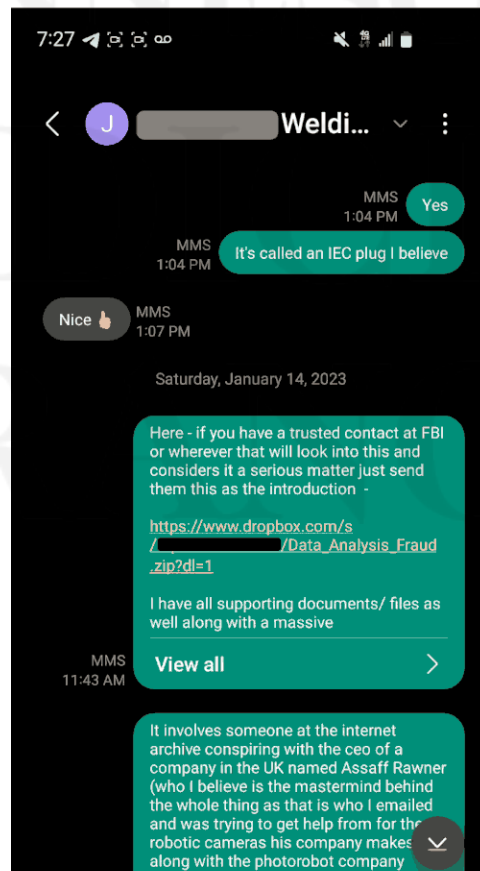 7:27
J
Weldi...
MMS
1:04 PM
Yes
MMS
1:04 PM
It's called an IEC plug I believe
Nice 👆🏻
MMS
1:07 PM
Saturday, January 14, 2023
Here - if you have a trusted contact at FBI
or wherever that will look into this and
considers it a serious matter just send
them this as the introduction -
https://www.dropbox.com/s
/ /Data_Analysis_Fraud
.zip?dl=1
I have all supporting documents/ files as
well along with a massive
View all
MMS
11:43 AM
It involves someone at the internet
archive conspiring with the ceo of a
company in the UK named Assaff Rawner
(who I believe is the mastermind behind
the whole thing as that is who I emailed
and was trying to get help from for the
robotic cameras his company makes
along with the photorobot company